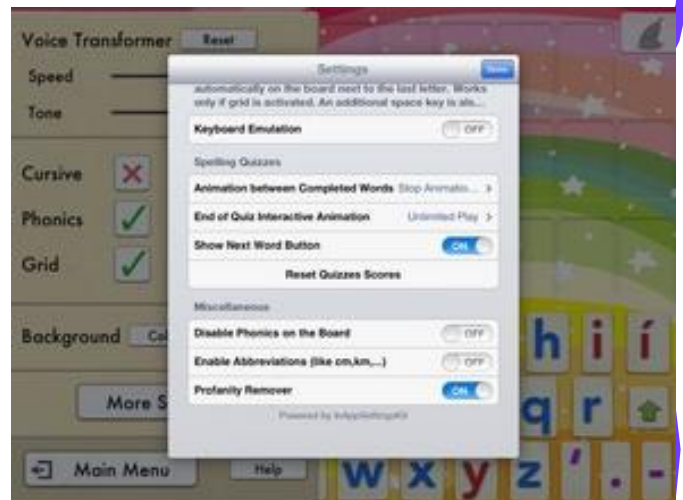 Voice Transformer Reset
Speed
Tone
Cursive
Phonics
Grid
Background
More S
Main Menu
Help
Settings
automatically on the board next to the last letter. Works
only if grid is activated. An additional space key is als...
Keyboard Emulation OFF
Spelling Quizzes
Animation between Completed Words Stop Animatio... >
End of Quiz Interactive Animation Unlimited Play >
Show Next Word Button ON
Reset Quizzes Scores
Miscellaneous
Disable Phonics on the Board OFF
Enable Abbreviations (like cm,km,...) OFF
Profanity Remover ON
Powered by InAppSettingsKit
h i í
q r
w x y z ' . -